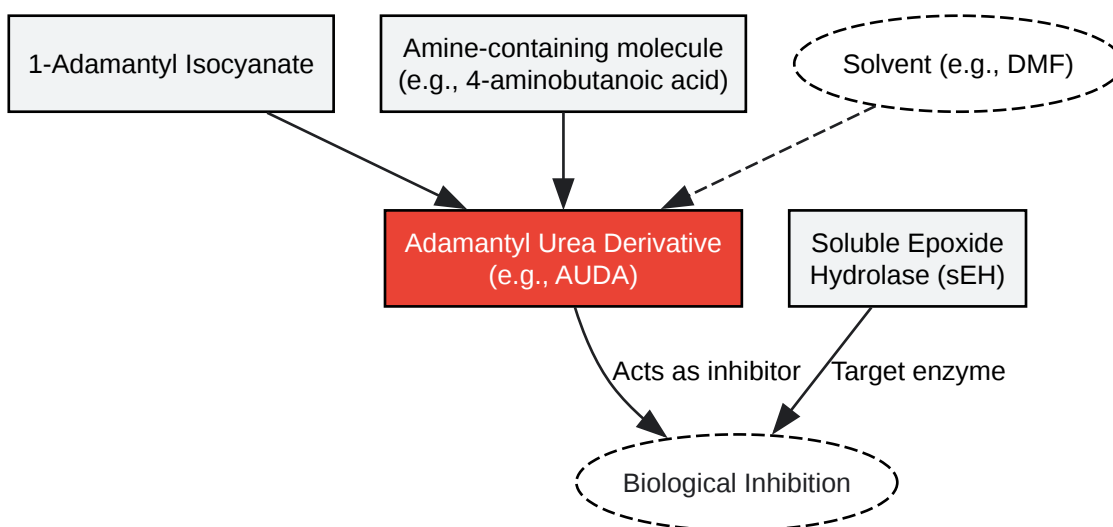 1-Adamantyl Isocyanate
Amine-containing molecule
(e.g., 4-aminobutanoic acid)
Solvent (e.g., DMF)
Adamantyl Urea Derivative
(e.g., AUDA)
Soluble Epoxide
Hydrolase (sEH)
Acts as inhibitor
Target enzyme
Biological Inhibition